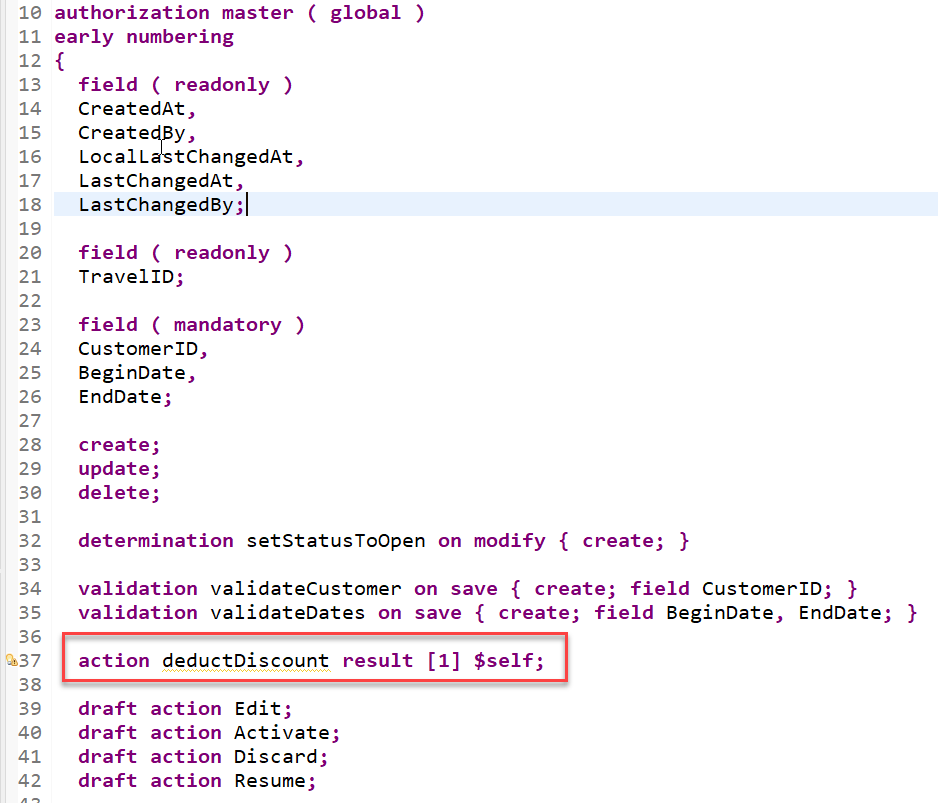 10 authorization master ( global )
11 early numbering
12 {
13 field ( readonly )
14 CreatedAt,
15 CreatedBy,
16 LocalLastChangedAt,
17 LastChangedAt,
18 LastChangedBy;
19
20 field ( readonly )
21 TravelID;
22
23 field ( mandatory )
24 CustomerID,
25 BeginDate,
26 EndDate;
27
28 create;
29 update;
30 delete;
31
32 determination setStatusToOpen on modify { create; }
33
34 validation validateCustomer on save { create; field CustomerID; }
35 validation validateDates on save { create; field BeginDate, EndDate; }
36
37 action deductDiscount result [1] $self;
38
39 draft action Edit;
40 draft action Activate;
41 draft action Discard;
42 draft action Resume;
43